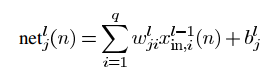 net_j^l(n) = \sum_{i=1}^{q} w_{ji}^l x_{in,i}^{l-1}(n) + b_j^l